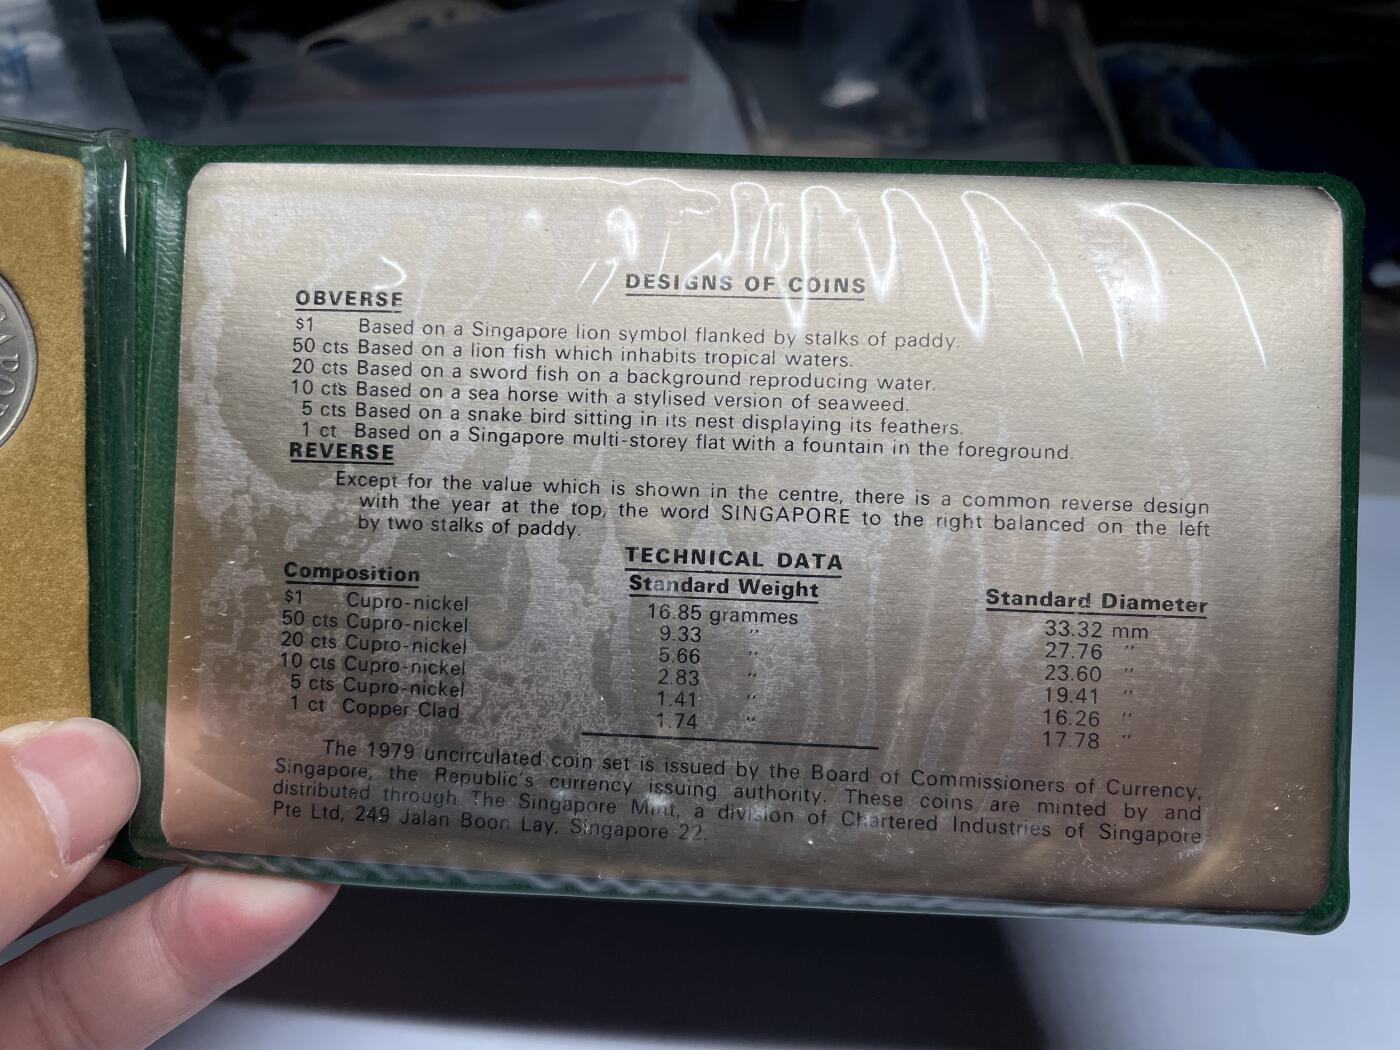 DESIGNS OF COINS
OBVERSE
$1 Based on a Singapore lion symbol flanked by stalks of paddy.
50 cts Based on a lion fish which inhabits tropical waters.
20 cts Based on a sword fish on a background reproducing water.
10 cts Based on a sea horse with a stylised version of seaweed.
5 cts Based on a snake bird sitting in its nest displaying its feathers.
1 ct Based on a Singapore multi-storey flat with a fountain in the foreground.
REVERSE
Except for the value which is shown in the centre, there is a common reverse design
with the year at the top, the word SINGAPORE to the right balanced on the left
by two stalks of paddy.
TECHNICAL DATA
Composition Standard Weight Standard Diameter
$1 Cupro-nickel 16.85 grammes 33.32 mm
50 cts Cupro-nickel 9.33 " 27.76 "
20 cts Cupro-nickel 5.66 " 23.60 "
10 cts Cupro-nickel 2.83 " 19.41 "
5 cts Cupro-nickel 1.41 " 16.26 "
1 ct Copper Clad 1.74 " 17.78 "
The 1979 uncirculated coin set is issued by the Board of Commissioners of Currency,
Singapore, the Republic's currency issuing authority. These coins are minted by and
distributed through The Singapore Mint, a division of Chartered Industries of Singapore
Pte Ltd, 249 Jalan Boon Lay, Singapore 22.